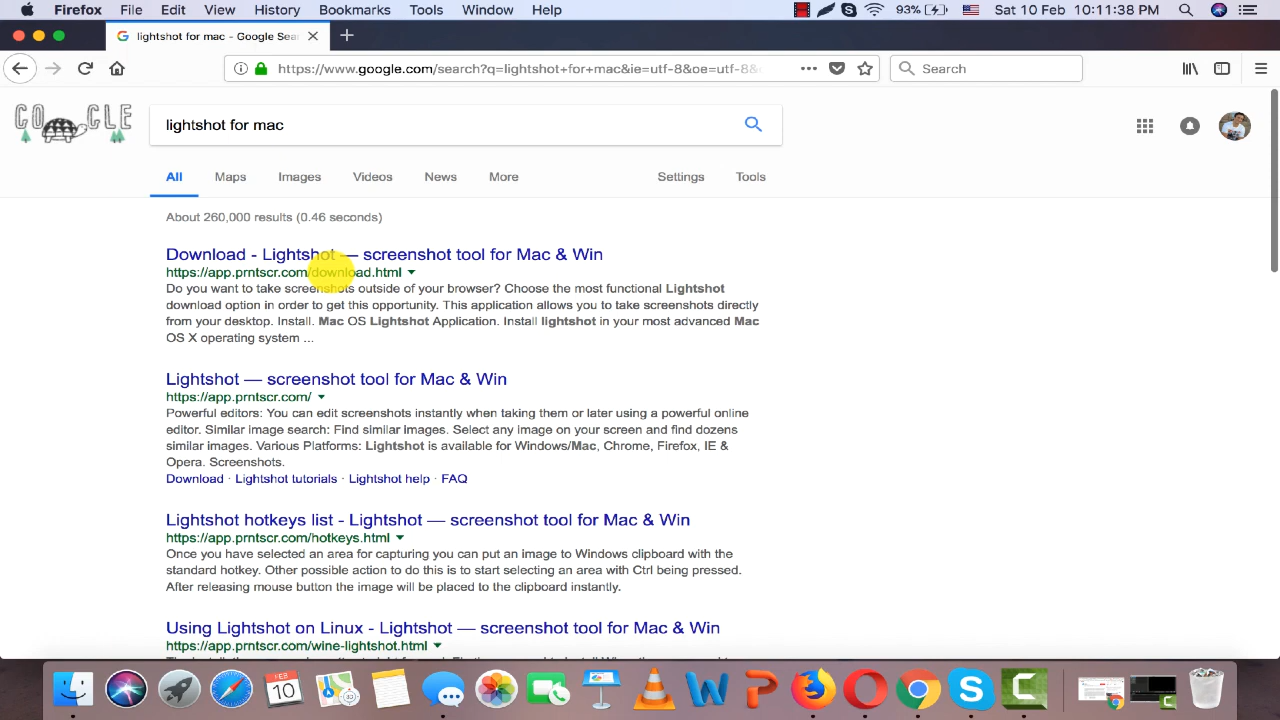 Firefox File Edit View History Bookmarks Tools Window Help 93% Sat 10 Feb 10:11:38 PM
lightshot for mac - Google Sea
https://www.google.com/search?q=lightshot+for+mac&ie=utf-8&oe=utf-8& Search
GO GLE
lightshot for mac
All Maps Images Videos News More Settings Tools
About 260,000 results (0.46 seconds)
Download - Lightshot — screenshot tool for Mac & Win
https://app.prntscr.com/download.html
Do you want to take screenshots outside of your browser? Choose the most functional Lightshot
download option in order to get this opportunity. This application allows you to take screenshots directly
from your desktop. Install. Mac OS Lightshot Application. Install lightshot in your most advanced Mac
OS X operating system ...
Lightshot — screenshot tool for Mac & Win
https://app.prntscr.com/
Powerful editors: You can edit screenshots instantly when taking them or later using a powerful online
editor. Similar image search: Find similar images. Select any image on your screen and find dozens
similar images. Various Platforms: Lightshot is available for Windows/Mac, Chrome, Firefox, IE &
Opera. Screenshots.
Download · Lightshot tutorials · Lightshot help · FAQ
Lightshot hotkeys list - Lightshot — screenshot tool for Mac & Win
https://app.prntscr.com/hotkeys.html
Once you have selected an area for capturing you can put an image to Windows clipboard with the
standard hotkey. Other possible action to do this is to start selecting an area with Ctrl being pressed.
After releasing mouse button the image will be placed to the clipboard instantly.
Using Lightshot on Linux - Lightshot — screenshot tool for Mac & Win
https://app.prntscr.com/wine-lightshot.html
FEB
10